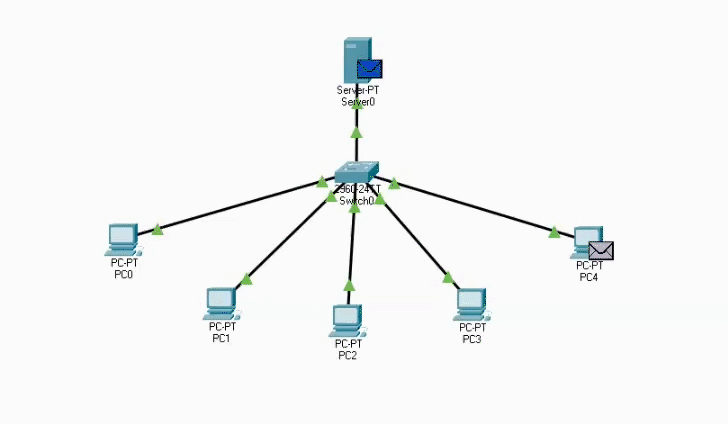 Server-PT
Server0
2960-24TT
Switch0
PC-PT
PC0
PC-PT
PC1
PC-PT
PC2
PC-PT
PC3
PC-PT
PC4